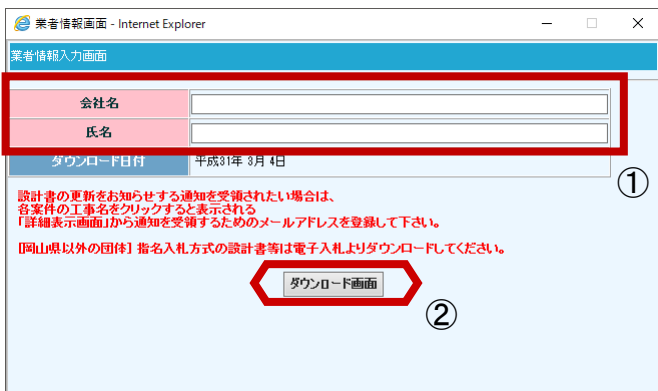 業者情報画面 - Internet Explorer
業者情報入力画面
会社名
氏名
ダウンロード日付 平成31年 3月 4日
①
設計書の更新をお知らせする通知を受領されたい場合は、
各案件の工事名をクリックすると表示される
「詳細表示画面」から通知を受領するためのメールアドレスを登録して下さい。
[岡山県以外の団体] 指名入札方式の設計書等は電子入札よりダウンロードしてください。
ダウンロード画面
②